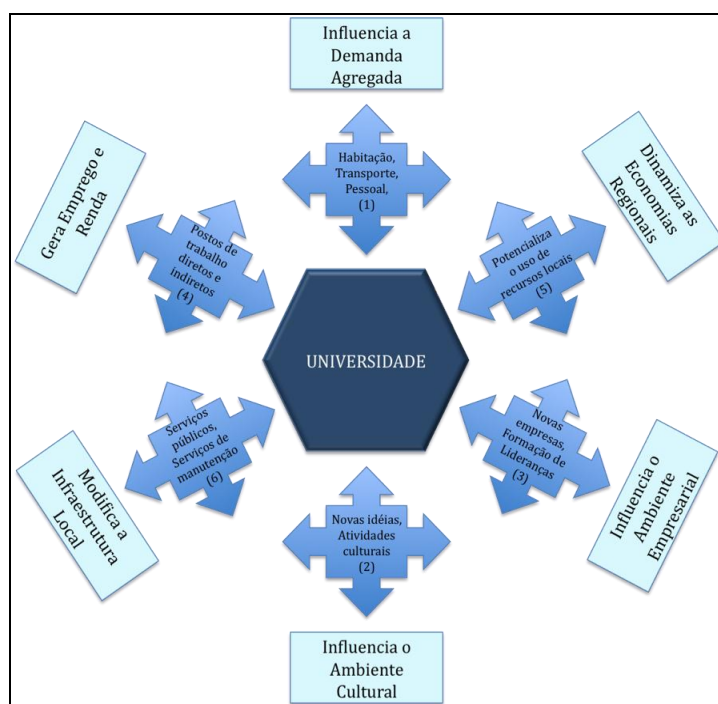 Influencia a
Demanda
Agregada
Habitação,
Transporte,
Pessoal,
(1)
Gera Emprego e
Renda
Postos de
trabalho
diretos e
indiretos
(4)
Dinamiza as
Economias
Regionais
Potencializa
o uso de
recursos locais
(5)
UNIVERSIDADE
Modifica a
Infraestrutura
Local
Serviços
públicos,
Serviços de
manutenção
(6)
Novas
empresas,
Formação de
Lideranças
(3)
Influencia o
Ambiente
Empresarial
Novas idéias,
Atividades
culturais
(2)
Influencia o
Ambiente
Cultural